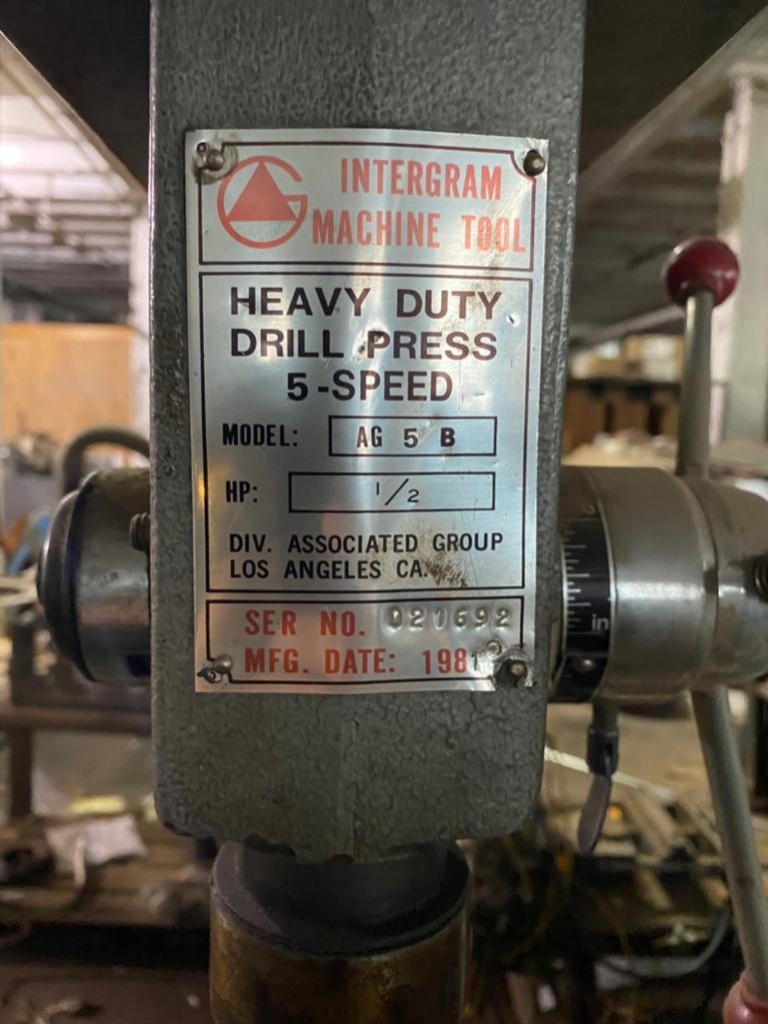 INTERGRAM
MACHINE TOOL
HEAVY DUTY
DRILL PRESS
5-SPEED
MODEL: AG 5 B
HP: 1/2
DIV. ASSOCIATED GROUP
LOS ANGELES CA.
SER NO. 021692
MFG. DATE: 1981
in